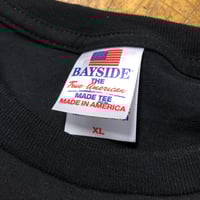 BAYSIDE
THE
True American
MADE TEE
MADE IN AMERICA
XL